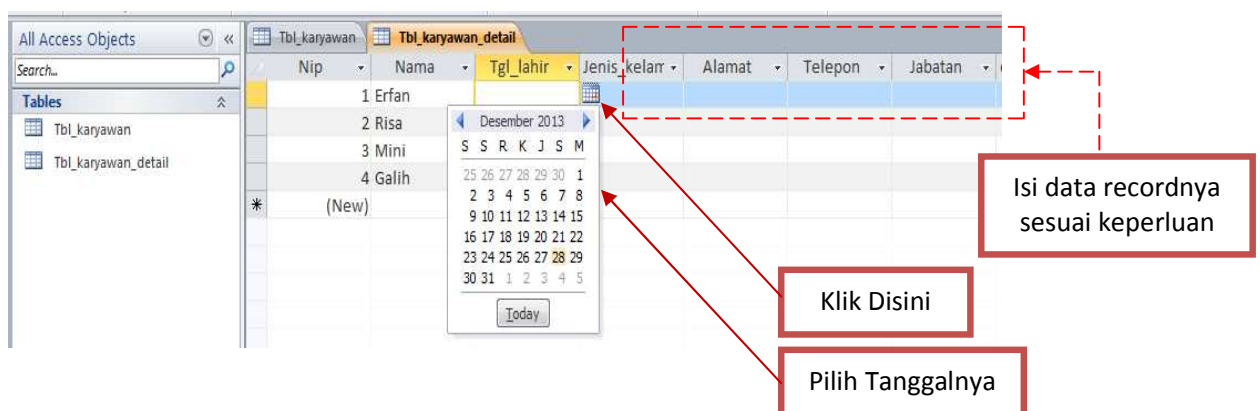 All Access Objects
Search...
Tables
Tbl_karyawan
Tbl_karyawan_detail
Tbl_karyawan Tbl_karyawan_detail
Nip Nama Tgl_lahir Jenis_kelam Alamat Telepon Jabatan
1 Erfan
2 Risa
3 Mini
4 Galih
* (New)
Desember 2013
S S R K J S M
25 26 27 28 29 30 1
2 3 4 5 6 7 8
9 10 11 12 13 14 15
16 17 18 19 20 21 22
23 24 25 26 27 28 29
30 31 1 2 3 4 5
Today
Isi data recordnya
sesuai keperluan
Klik Disini
Pilih Tanggalnya